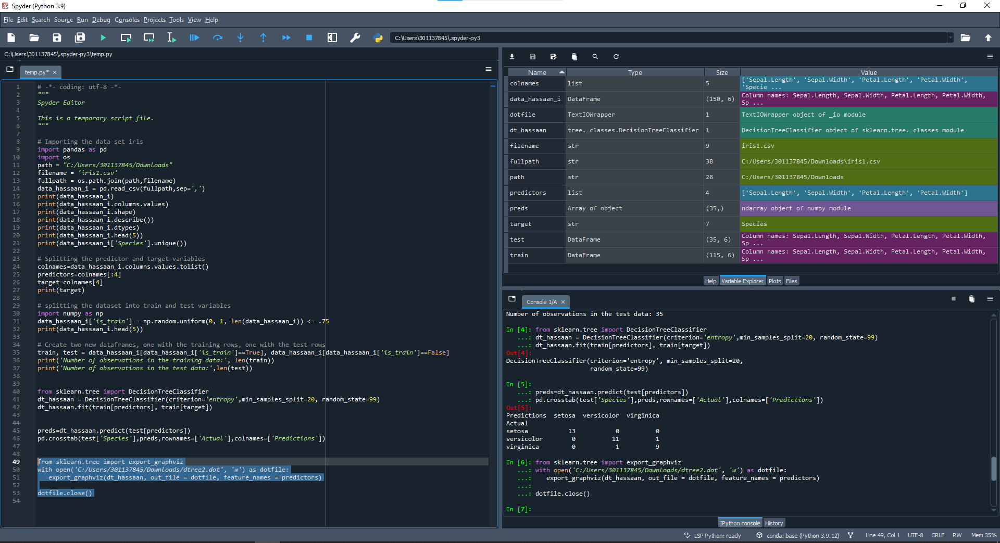 Spyder (Python 3.9)
File Edit Search Source Run Debug Consoles Projects Tools View Help
C:\Users\301137845\.spyder-py3
C:\Users\301137845\.spyder-py3\temp.py
temp.py*
1 # -*- coding: utf-8 -*-
2 """
3 Spyder Editor
4
5 This is a temporary script file.
6 """
7
8 # Importing the data set iris
9 import pandas as pd
10 import os
11 path = "C:/Users/301137845/Downloads"
12 filename = 'iris1.csv'
13 fullpath = os.path.join(path,filename)
14 data_hassaan_i = pd.read_csv(fullpath,sep=',')
15 print(data_hassaan_i)
16 print(data_hassaan_i.columns.values)
17 print(data_hassaan_i.shape)
18 print(data_hassaan_i.describe())
19 print(data_hassaan_i.dtypes)
20 print(data_hassaan_i.head(5))
21 print(data_hassaan_i['Species'].unique())
22
23 # Splitting the predictor and target variables
24 colnames=data_hassaan_i.columns.values.tolist()
25 predictors=colnames[:4]
26 target=colnames[4]
27 print(target)
28
29 # splitting the dataset into train and test variables
30 import numpy as np
31 data_hassaan_i['is_train'] = np.random.uniform(0, 1, len(data_hassaan_i)) <= .75
32 print(data_hassaan_i.head(5))
33
34 # Create two new dataframes, one with the training rows, one with the test rows
35 train, test = data_hassaan_i[data_hassaan_i['is_train']==True], data_hassaan_i[data_hassaan_i['is_train']==False]
36 print('Number of observations in the training data:', len(train))
37 print('Number of observations in the test data:',len(test))
38
39
40 from sklearn.tree import DecisionTreeClassifier
41 dt_hassaan = DecisionTreeClassifier(criterion='entropy',min_samples_split=20, random_state=99)
42 dt_hassaan.fit(train[predictors], train[target])
43
44
45 preds=dt_hassaan.predict(test[predictors])
46 pd.crosstab(test['Species'],preds,rownames=['Actual'],colnames=['Predictions'])
47
48
49 from sklearn.tree import export_graphviz
50 with open('C:/Users/301137845/Downloads/dtree2.dot', 'w') as dotfile:
51 export_graphviz(dt_hassaan, out_file = dotfile, feature_names = predictors)
52
53 dotfile.close()
54
Name Type Size Value
colnames list 5 ['Sepal.Length', 'Sepal.Width', 'Petal.Length', 'Petal.Width',
'Specie ...
data_hassaan_i DataFrame (150, 6) Column names: Sepal.Length, Sepal.Width, Petal.Length, Petal.Width,
Sp ...
dotfile TextIOWrapper 1 TextIOWrapper object of _io module
dt_hassaan tree._classes.DecisionTreeClassifier 1 DecisionTreeClassifier object of sklearn.tree._classes module
filename str 9 iris1.csv
fullpath str 38 C:/Users/301137845/Downloads\iris1.csv
path str 28 C:/Users/301137845/Downloads
predictors list 4 ['Sepal.Length', 'Sepal.Width', 'Petal.Length', 'Petal.Width']
preds Array of object (35,) ndarray object of numpy module
target str 7 Species
test DataFrame (35, 6) Column names: Sepal.Length, Sepal.Width, Petal.Length, Petal.Width,
Sp ...
train DataFrame (115, 6) Column names: Sepal.Length, Sepal.Width, Petal.Length, Petal.Width,
Sp ...
Help Variable Explorer Plots Files
Console 1/A
Number of observations in the test data: 35
In [4]: from sklearn.tree import DecisionTreeClassifier
...: dt_hassaan = DecisionTreeClassifier(criterion='entropy',min_samples_split=20, random_state=99)
...: dt_hassaan.fit(train[predictors], train[target])
Out[4]:
DecisionTreeClassifier(criterion='entropy', min_samples_split=20,
random_state=99)
In [5]:
...: preds=dt_hassaan.predict(test[predictors])
...: pd.crosstab(test['Species'],preds,rownames=['Actual'],colnames=['Predictions'])
Out[5]:
Predictions setosa versicolor virginica
Actual
setosa 13 0 0
versicolor 0 11 1
virginica 0 1 9
In [6]: from sklearn.tree import export_graphviz
...: with open('C:/Users/301137845/Downloads/dtree2.dot', 'w') as dotfile:
...: export_graphviz(dt_hassaan, out_file = dotfile, feature_names = predictors)
...:
...: dotfile.close()
In [7]:
IPython console History
LSP Python: ready conda: base (Python 3.9.12) Line 49, Col 1 UTF-8 CRLF RW Mem 35%